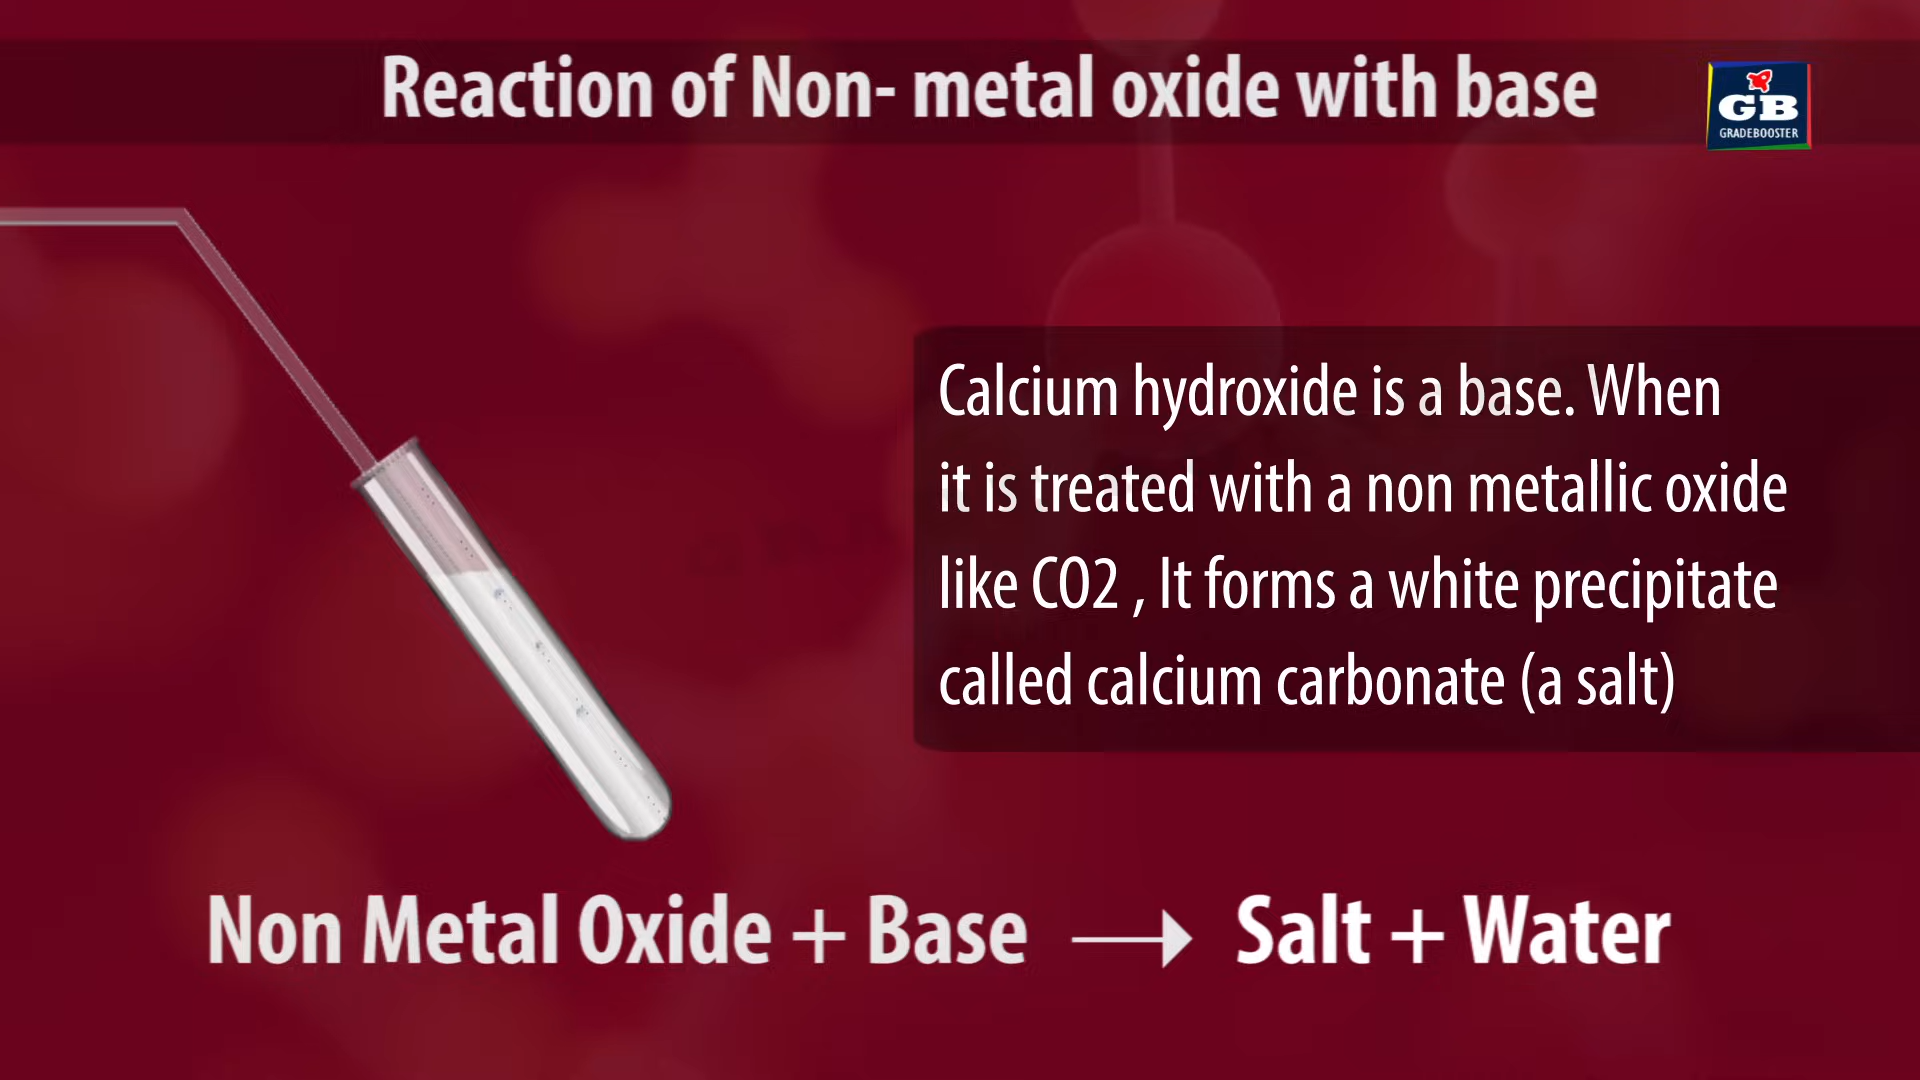 Reaction of Non- metal oxide with base
GB
GRADEBOOSTER
Calcium hydroxide is a base. When
it is treated with a non metallic oxide
like CO2 , It forms a white precipitate
called calcium carbonate (a salt)
Non Metal Oxide + Base → Salt + Water